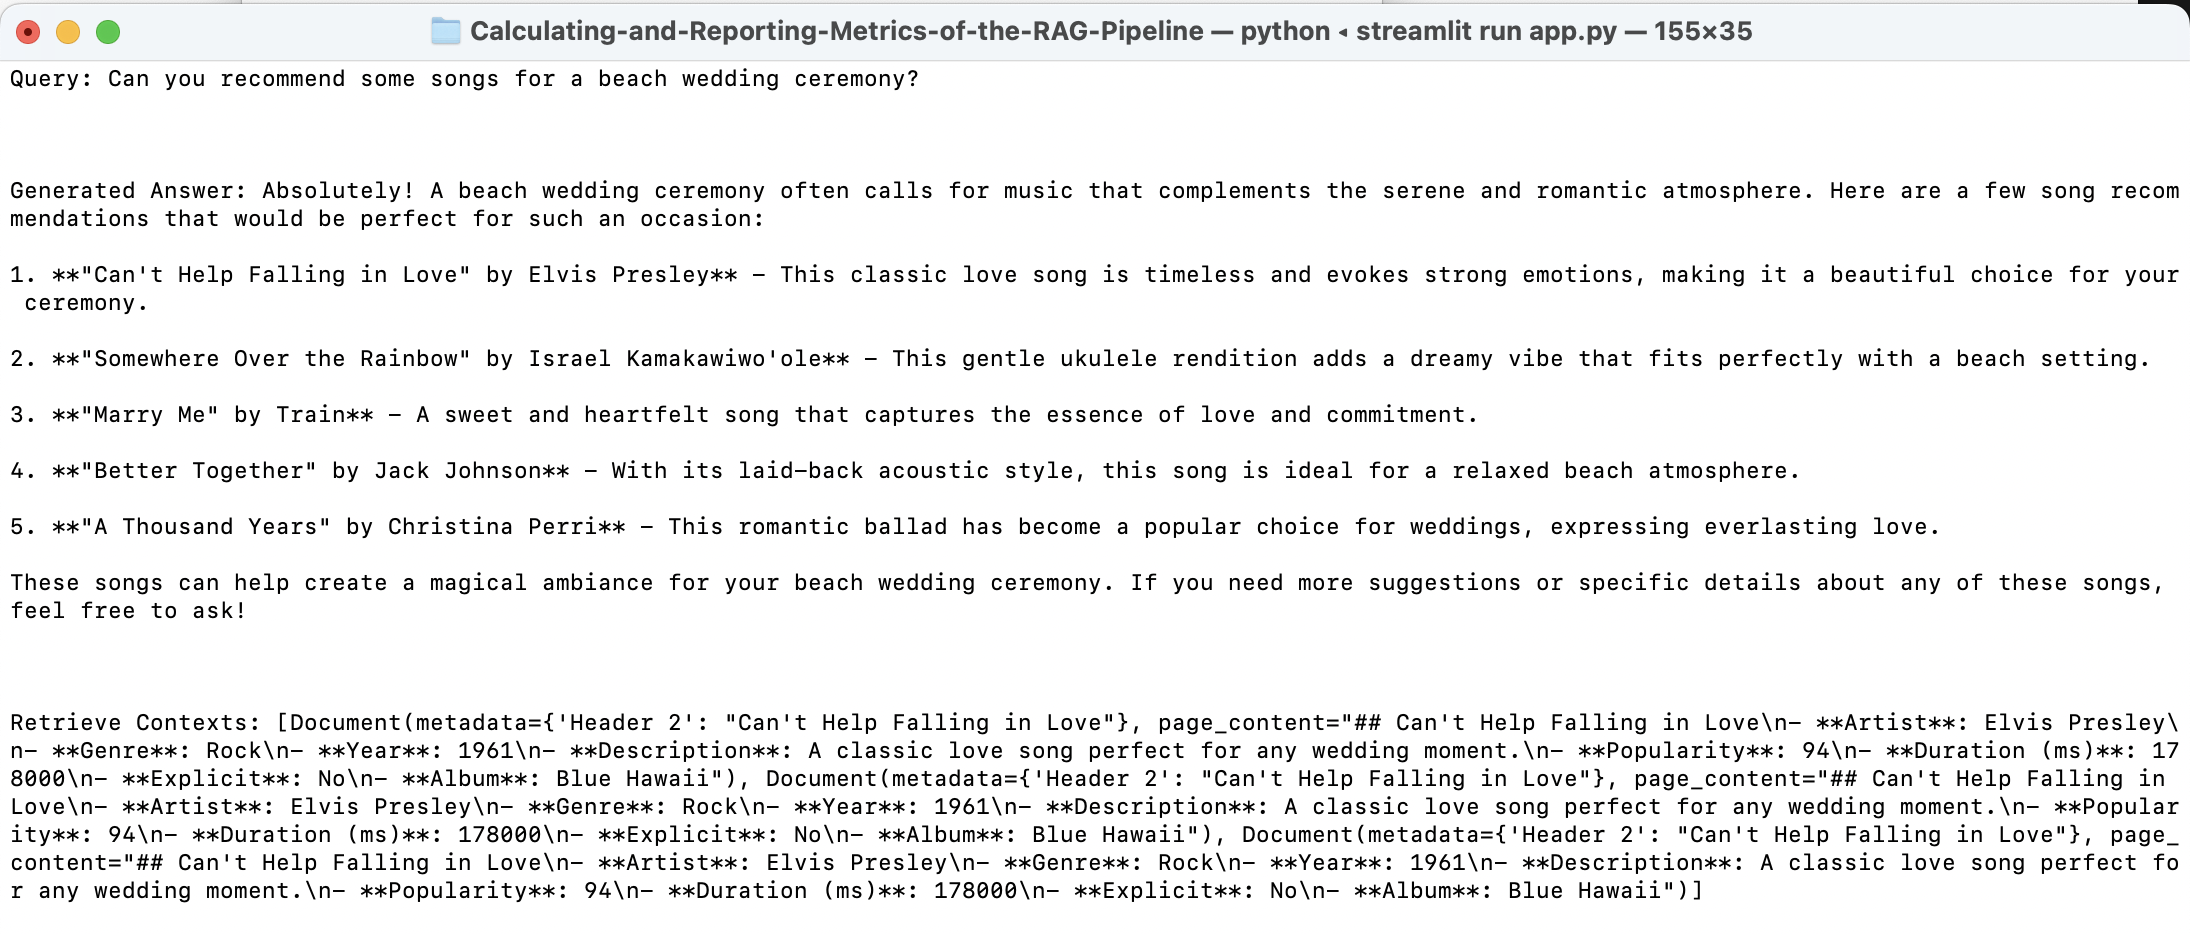 Calculating-and-Reporting-Metrics-of-the-RAG-Pipeline — python ◂ streamlit run app.py — 155×35
Query: Can you recommend some songs for a beach wedding ceremony?
Generated Answer: Absolutely! A beach wedding ceremony often calls for music that complements the serene and romantic atmosphere. Here are a few song recom
mendations that would be perfect for such an occasion:
1. **"Can't Help Falling in Love" by Elvis Presley** – This classic love song is timeless and evokes strong emotions, making it a beautiful choice for your
 ceremony.
2. **"Somewhere Over the Rainbow" by Israel Kamakawiwo'ole** – This gentle ukulele rendition adds a dreamy vibe that fits perfectly with a beach setting.
3. **"Marry Me" by Train** – A sweet and heartfelt song that captures the essence of love and commitment.
4. **"Better Together" by Jack Johnson** – With its laid-back acoustic style, this song is ideal for a relaxed beach atmosphere.
5. **"A Thousand Years" by Christina Perri** – This romantic ballad has become a popular choice for weddings, expressing everlasting love.
These songs can help create a magical ambiance for your beach wedding ceremony. If you need more suggestions or specific details about any of these songs,
feel free to ask!
Retrieve Contexts: [Document(metadata={'Header 2': "Can't Help Falling in Love"}, page_content="## Can't Help Falling in Love\n- **Artist**: Elvis Presley\
n- **Genre**: Rock\n- **Year**: 1961\n- **Description**: A classic love song perfect for any wedding moment.\n- **Popularity**: 94\n- **Duration (ms)**: 17
8000\n- **Explicit**: No\n- **Album**: Blue Hawaii"), Document(metadata={'Header 2': "Can't Help Falling in Love"}, page_content="## Can't Help Falling in
Love\n- **Artist**: Elvis Presley\n- **Genre**: Rock\n- **Year**: 1961\n- **Description**: A classic love song perfect for any wedding moment.\n- **Popular
ity**: 94\n- **Duration (ms)**: 178000\n- **Explicit**: No\n- **Album**: Blue Hawaii"), Document(metadata={'Header 2': "Can't Help Falling in Love"}, page_
content="## Can't Help Falling in Love\n- **Artist**: Elvis Presley\n- **Genre**: Rock\n- **Year**: 1961\n- **Description**: A classic love song perfect fo
r any wedding moment.\n- **Popularity**: 94\n- **Duration (ms)**: 178000\n- **Explicit**: No\n- **Album**: Blue Hawaii")]